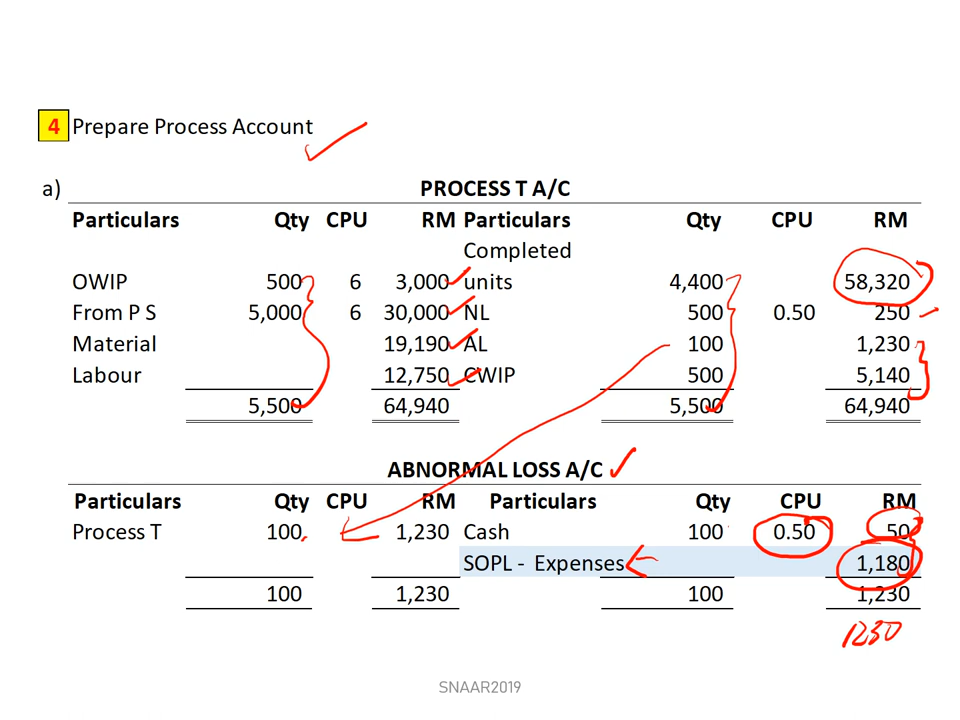 4 Prepare Process Account
a)
PROCESS T A/C
Particulars Qty CPU RM Particulars Qty CPU RM
Completed
OWIP 500 6 3,000 units 4,400 58,320
From P S 5,000 6 30,000 NL 500 0.50 250
Material 19,190 AL 100 1,230
Labour 12,750 CWIP 500 5,140
5,500 64,940 5,500 64,940
ABNORMAL LOSS A/C
Particulars Qty CPU RM Particulars Qty CPU RM
Process T 100 1,230 Cash 100 0.50 50
SOPL - Expenses 1,180
100 1,230 100 1,230
1230
SNAAR2019